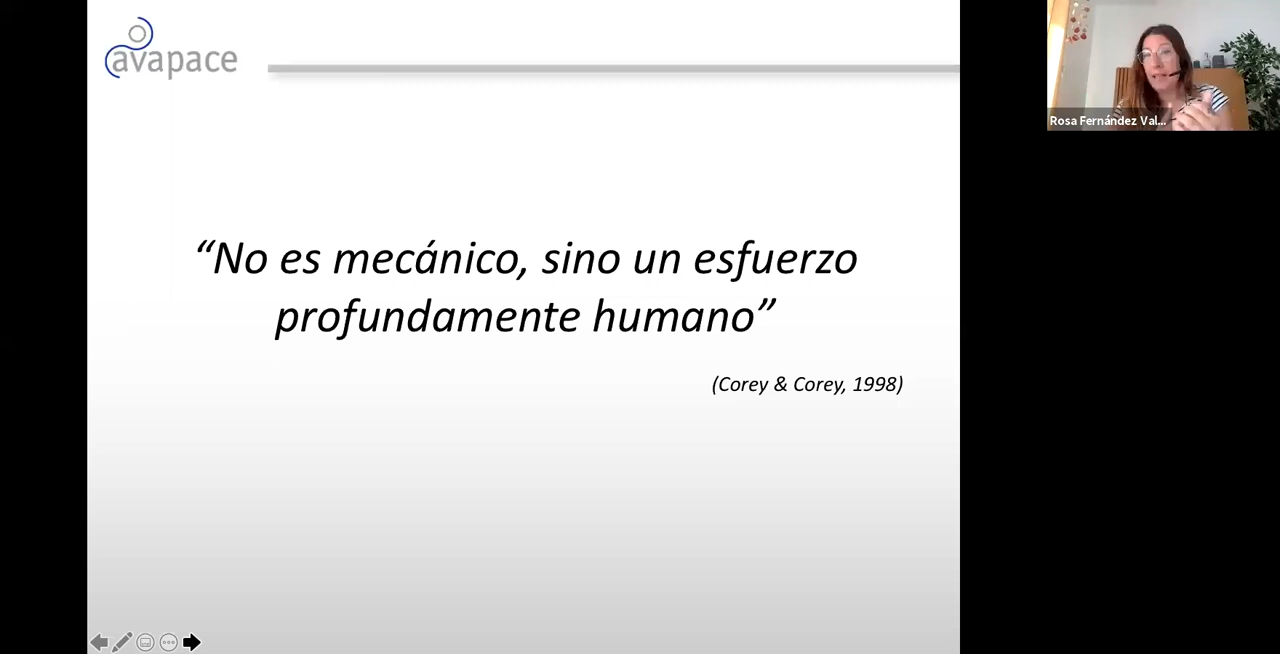 avapace
Rosa Fernández Val...
“No es mecánico, sino un esfuerzo
profundamente humano”
(Corey & Corey, 1998)